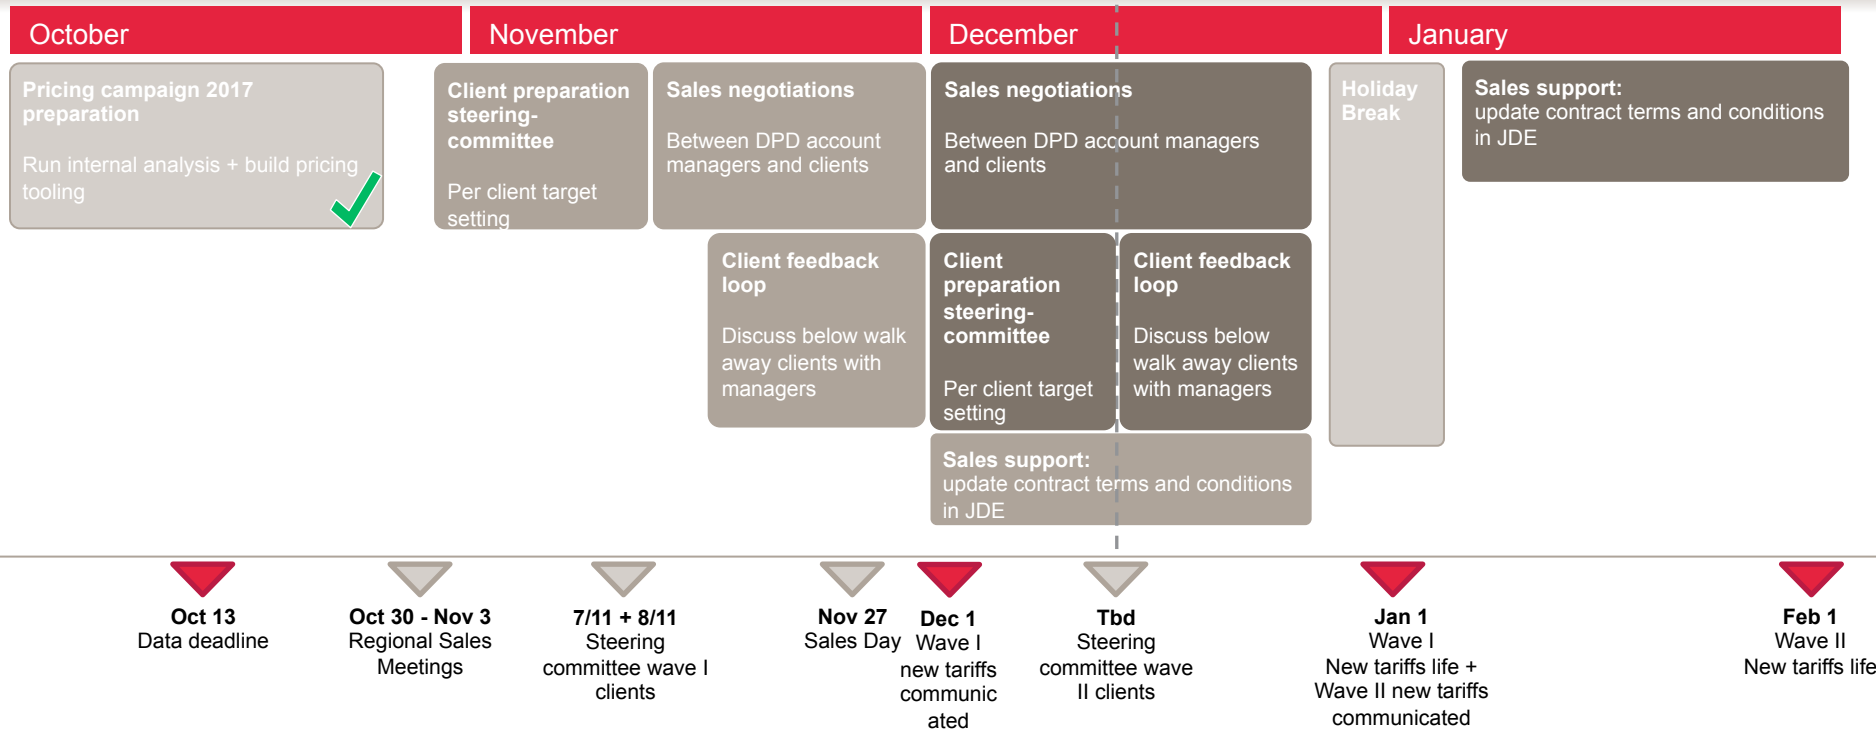 October
November
December
January
Pricing campaign 2017
preparation
Run internal analysis + build pricing
tooling
Client preparation
steering-
committee
Per client target
setting
Sales negotiations
Between DPD account
managers and clients
Sales negotiations
Between DPD account managers
and clients
Holiday
Break
Sales support:
update contract terms and conditions
in JDE
Client feedback
loop
Discuss below walk
away clients with
managers
Client
preparation
steering-
committee
Per client target
setting
Client feedback
loop
Discuss below
walk away clients
with managers
Sales support:
update contract terms and conditions
in JDE
Oct 13
Data deadline
Oct 30 - Nov 3
Regional Sales
Meetings
7/11 + 8/11
Steering
committee wave I
clients
Nov 27
Sales Day
Dec 1
Wave I
new tariffs
communic
ated
Tbd
Steering
committee wave
II clients
Jan 1
Wave I
New tariffs life +
Wave II new tariffs
communicated
Feb 1
Wave II
New tariffs life